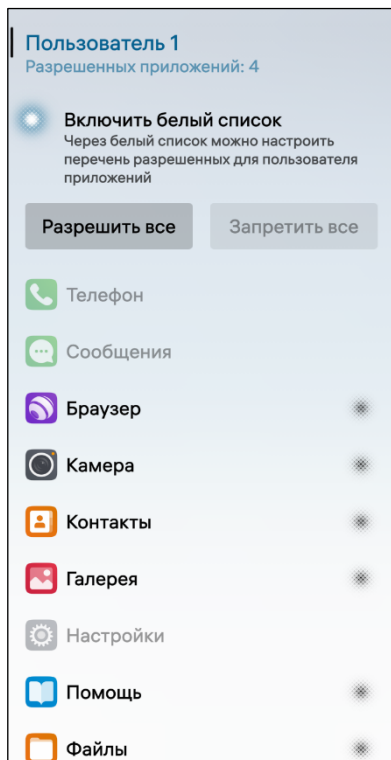 Пользователь 1
Разрешенных приложений: 4
Включить белый список
Через белый список можно настроить
перечень разрешенных для пользователя
приложений
Разрешить все
Запретить все
Телефон
Сообщения
Браузер
Камера
Контакты
Галерея
Настройки
Помощь
Файлы